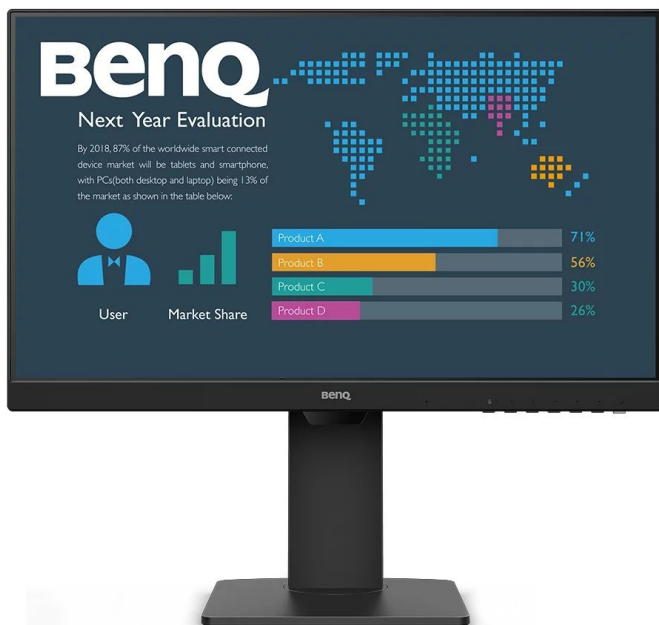 BenQ
Next Year Evaluation
By 2018, 87% of the worldwide smart connected
device market will be tablets and smartphone,
with PCs(both desktop and laptop) being 13% of
the market as shown in the table below:
User
Market Share
Product A 71%
Product B 56%
Product C 30%
Product D 26%
BenQ